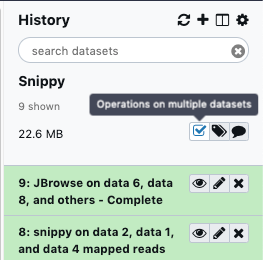 History
search datasets
Snippy
9 shown
Operations on multiple datasets
22.6 MB
9: JBrowse on data 6, data
8, and others - Complete
8: snippy on data 2, data 1,
and data 4 mapped reads